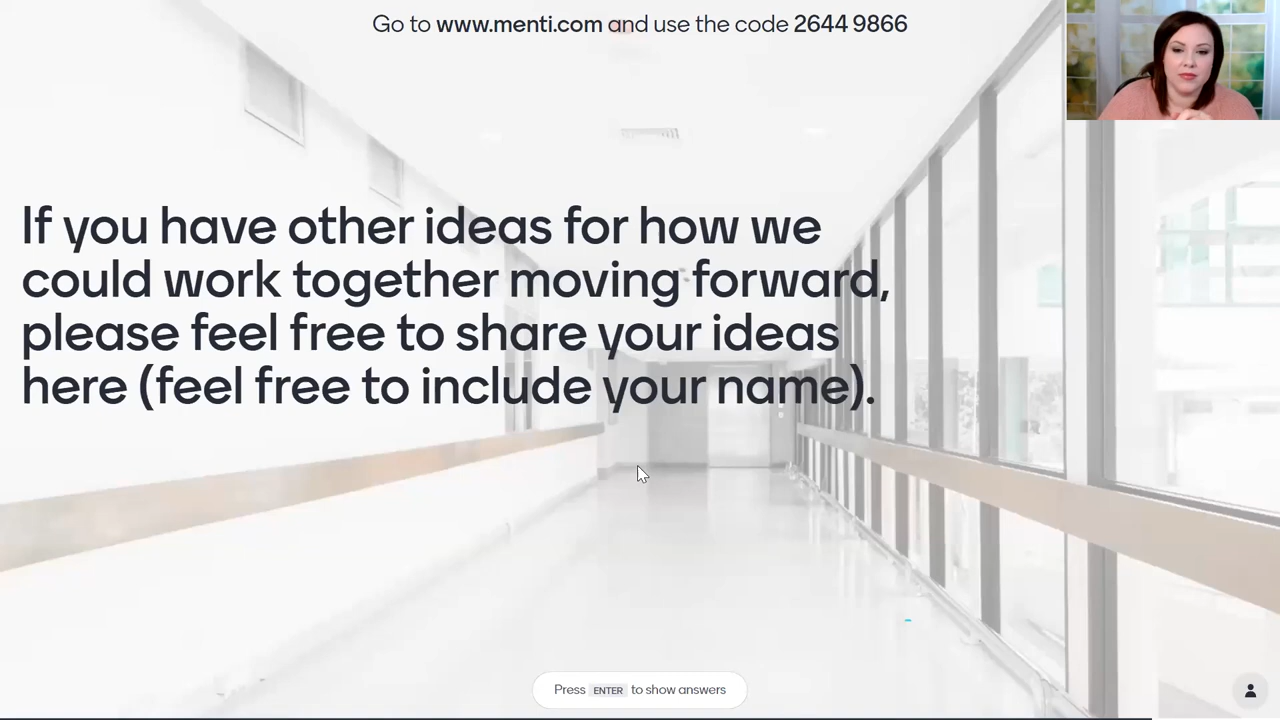 Go to www.menti.com and use the code 2644 9866
If you have other ideas for how we
could work together moving forward,
please feel free to share your ideas
here (feel free to include your name).
Press ENTER to show answers